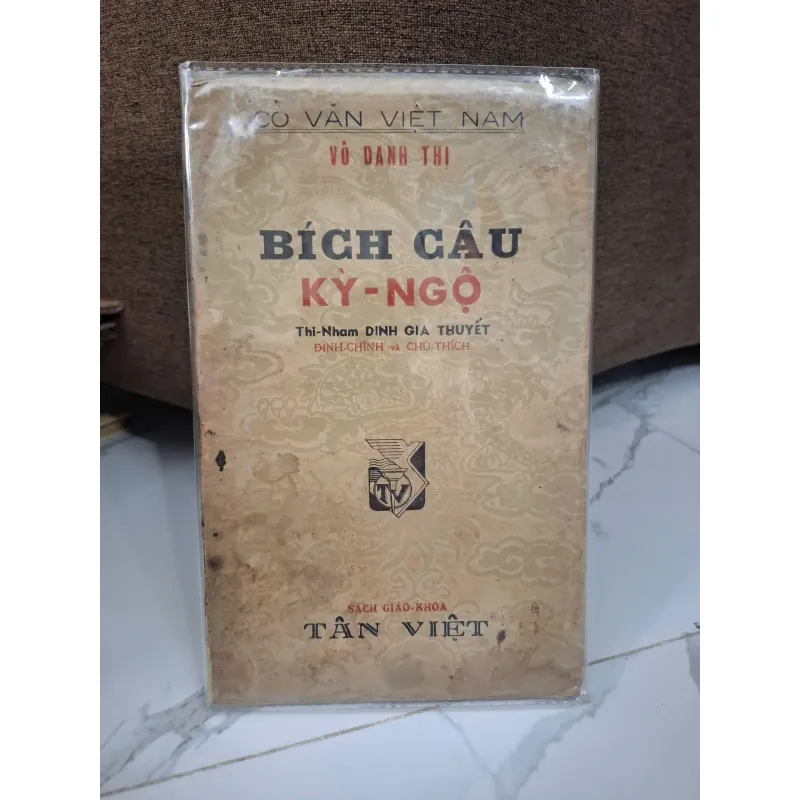 CỔ VĂN VIỆT NAM
VÔ DANH THỊ
BÍCH CÂU
KỲ-NGỘ
Thi-Nham ĐINH GIA THUYẾT
ĐÍNH-CHÍNH và CHÚ-THÍCH
TV
SÁCH GIÁO-KHOA
TÂN VIỆT